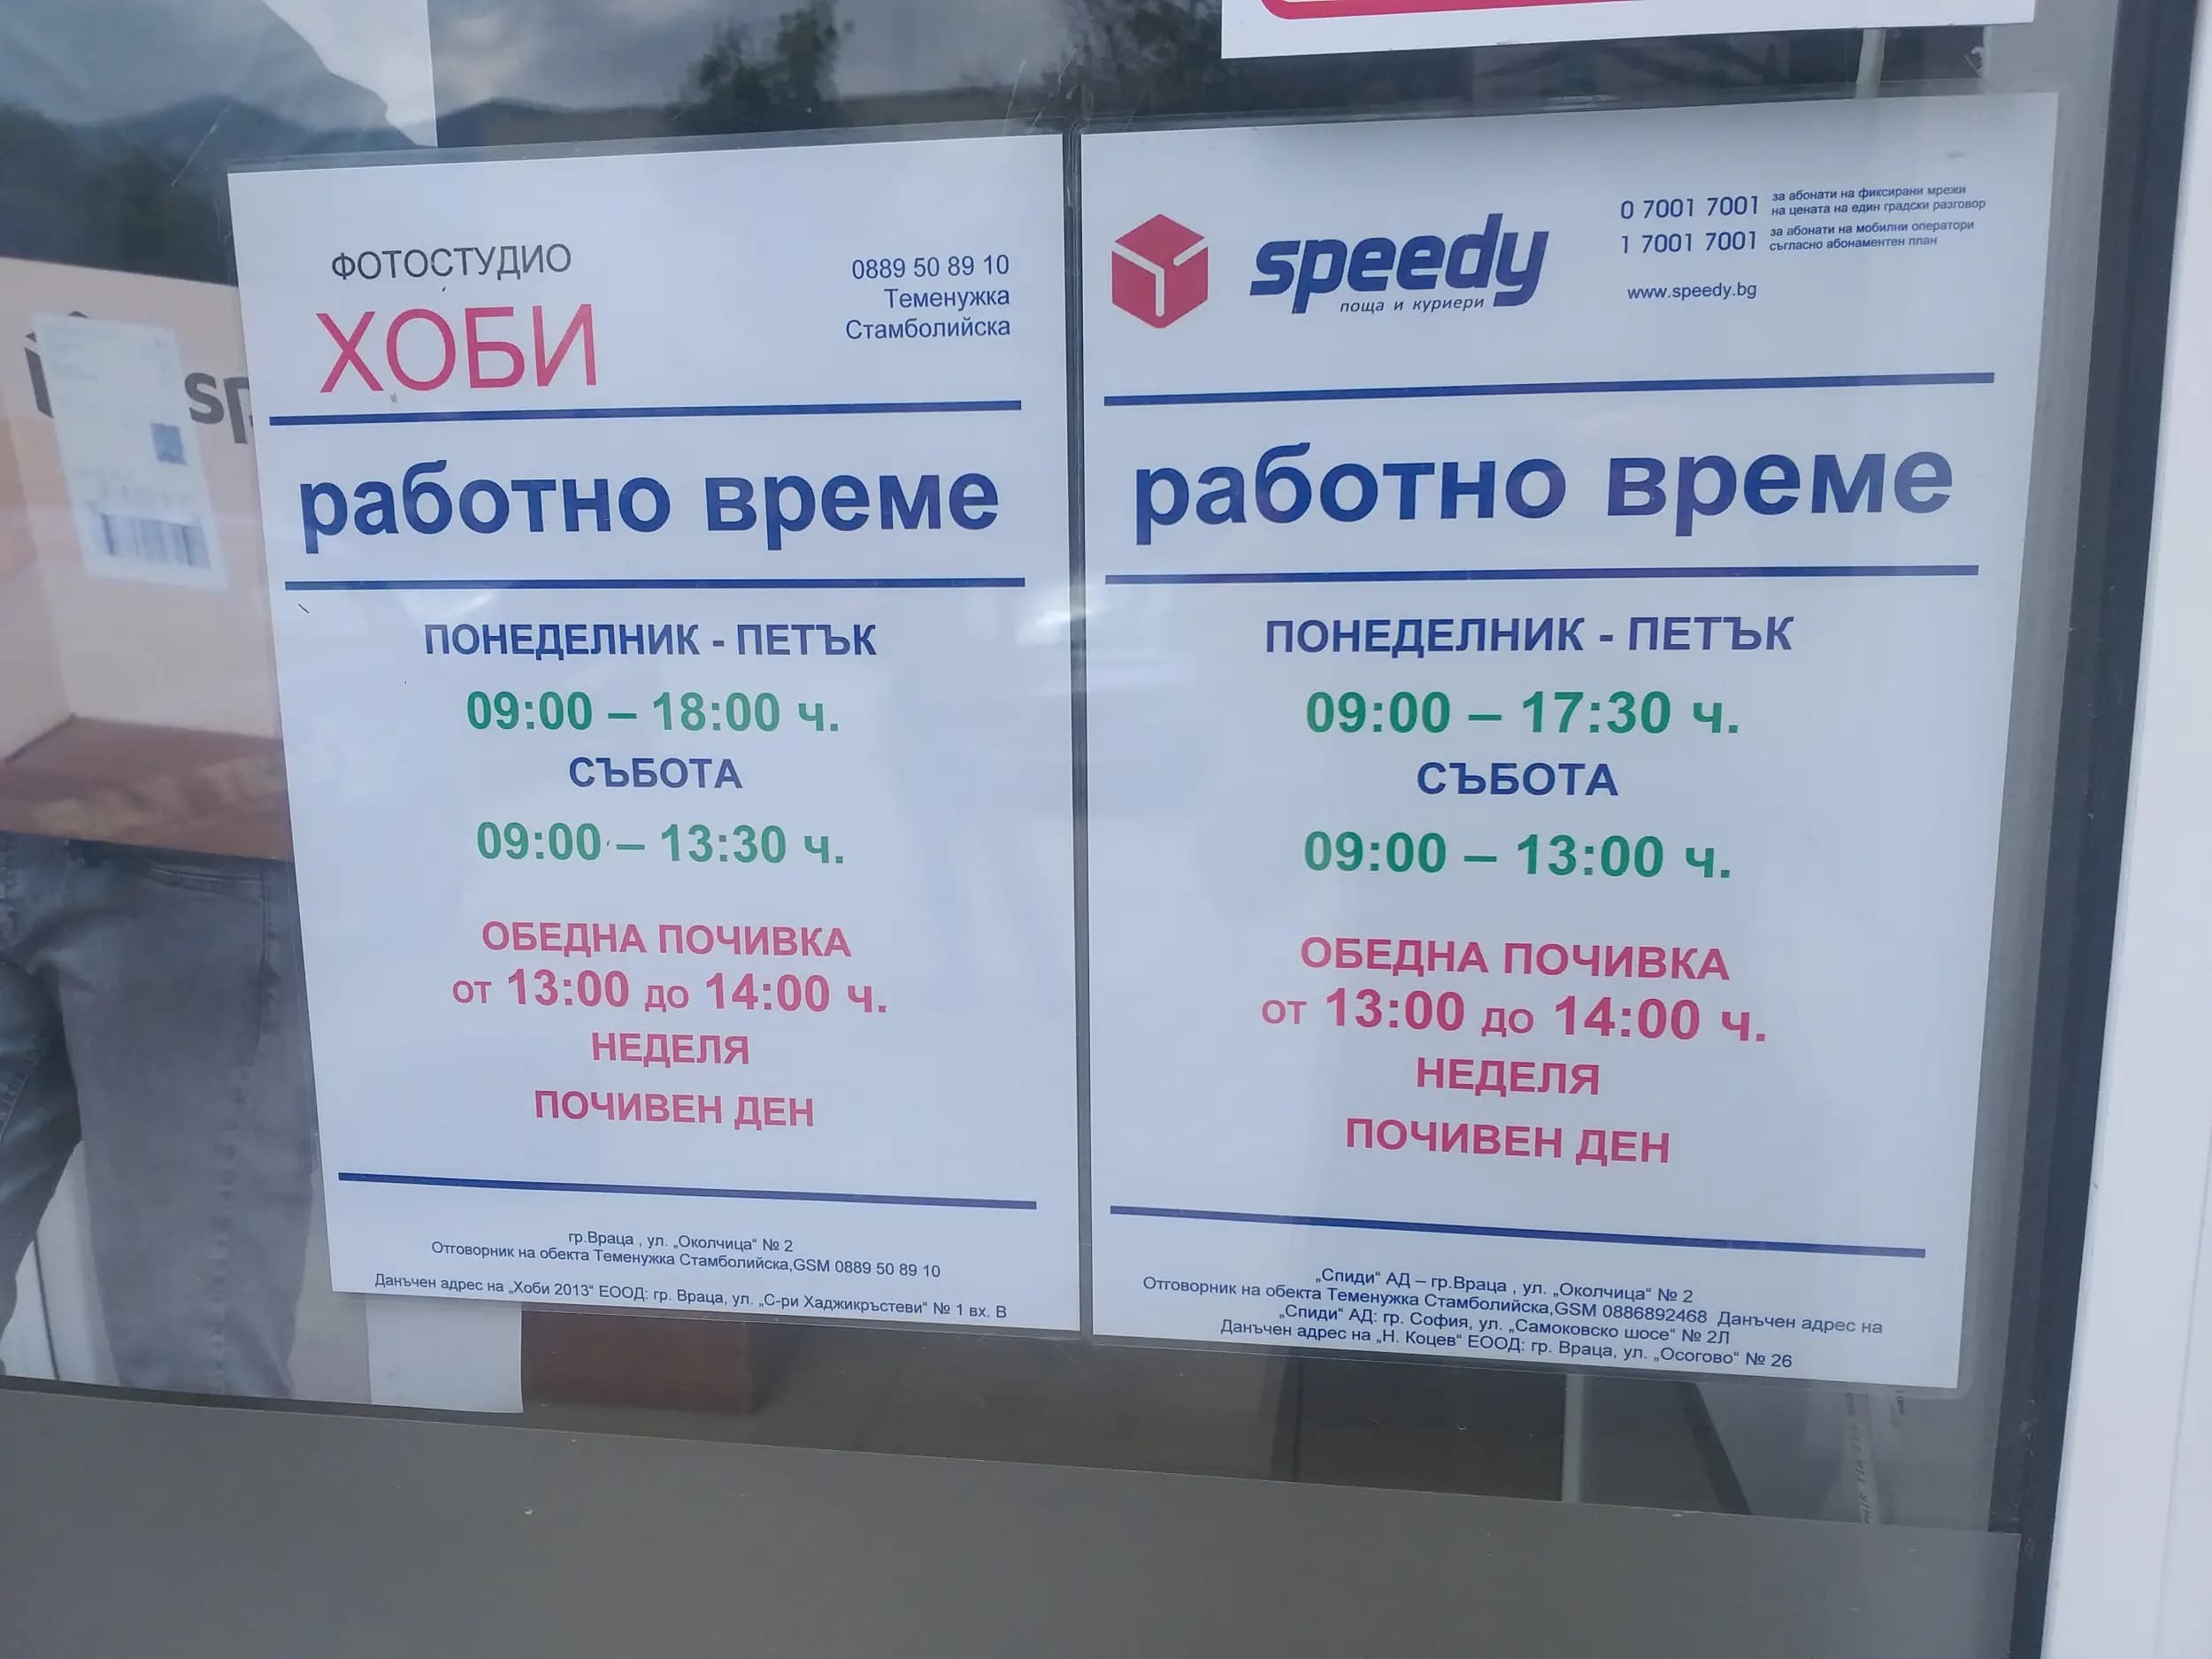 sp
ФОТОСТУДИО
ХОБИ
0889 50 89 10
Теменужка
Стамболийска
работно време
ПОНЕДЕЛНИК - ПЕТЪК
09:00 – 18:00 ч.
СЪБОТА
09:00 – 13:30 ч.
ОБЕДНА ПОЧИВКА
от 13:00 до 14:00 ч.
НЕДЕЛЯ
ПОЧИВЕН ДЕН
гр.Враца , ул. „Околчица“ № 2
Отговорник на обекта Теменужка Стамболийска,GSM 0889 50 89 10
Данъчен адрес на „Хоби 2013“ ЕООД: гр. Враца, ул. „С-ри Хаджикръстеви“ № 1 вх. В
speedy
поща и куриери
0 7001 7001 за абонати на фиксирани мрежи
на цената на един градски разговор
1 7001 7001 за абонати на мобилни оператори
съгласно абонаментен план
www.speedy.bg
работно време
ПОНЕДЕЛНИК - ПЕТЪК
09:00 – 17:30 ч.
СЪБОТА
09:00 – 13:00 ч.
ОБЕДНА ПОЧИВКА
от 13:00 до 14:00 ч.
НЕДЕЛЯ
ПОЧИВЕН ДЕН
„Спиди“ АД – гр.Враца , ул. „Околчица“ № 2
Отговорник на обекта Теменужка Стамболийска,GSM 0886892468 Данъчен адрес на
„Спиди“ АД: гр. София, ул. „Самоковско шосе“ № 2Л
Данъчен адрес на „Н. Коцев“ ЕООД: гр. Враца, ул. „Осогово“ № 26